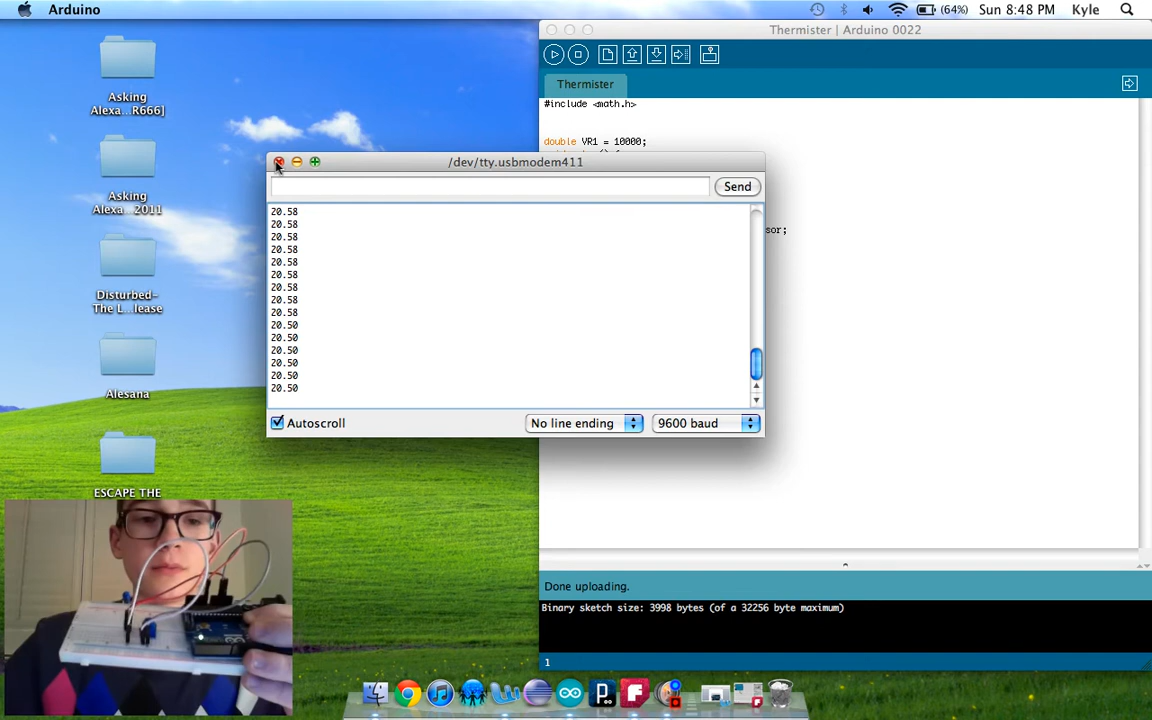 Arduino
(64%)
Sun 8:48 PM
Kyle
Asking
Alexa...R666]
Asking
Alexa...2011
Disturbed-
The L...lease
Alesana
ESCAPE THE
Thermister | Arduino 0022
Thermister
#include <math.h>
double VR1 = 10000;
sor;
/dev/tty.usbmodem411
Send
20.58
20.58
20.58
20.58
20.58
20.58
20.58
20.58
20.58
20.50
20.50
20.50
20.50
20.50
20.50
Autoscroll
No line ending
9600 baud
Done uploading.
Binary sketch size: 3998 bytes (of a 32256 byte maximum)
1